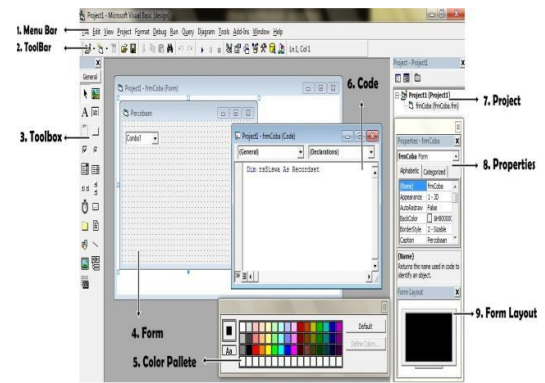 Project1 - Microsoft Visual Basic [design]
1. Menu Bar
File Edit View Project Format Debug Run Query Diagram Tools Add-Ins Window Help
2. ToolBar
Ln 1, Col 1
General
3. Toolbox
Project1 - frmCoba (Form)
Percobaan
Combo1
4. Form
Project1 - frmCoba (Code)
(General)
(Declarations)
Dim rsSiswa As Recordset
6. Code
5. Color Pallete
Default
Define Colors...
Aa
Project - Project1
Project1 (Project1)
frmCoba (frmCoba.frm)
7. Project
Properties - frmCoba
frmCoba Form
8. Properties
Alphabetic
Categorized
(Name) frmCoba
Appearance 1 - 3D
AutoRedraw False
BackColor &H800000
BorderStyle 2 - Sizable
Caption Percobaan
(Name)
Returns the name used in code to
identify an object.
Form Layout
9. Form Layout